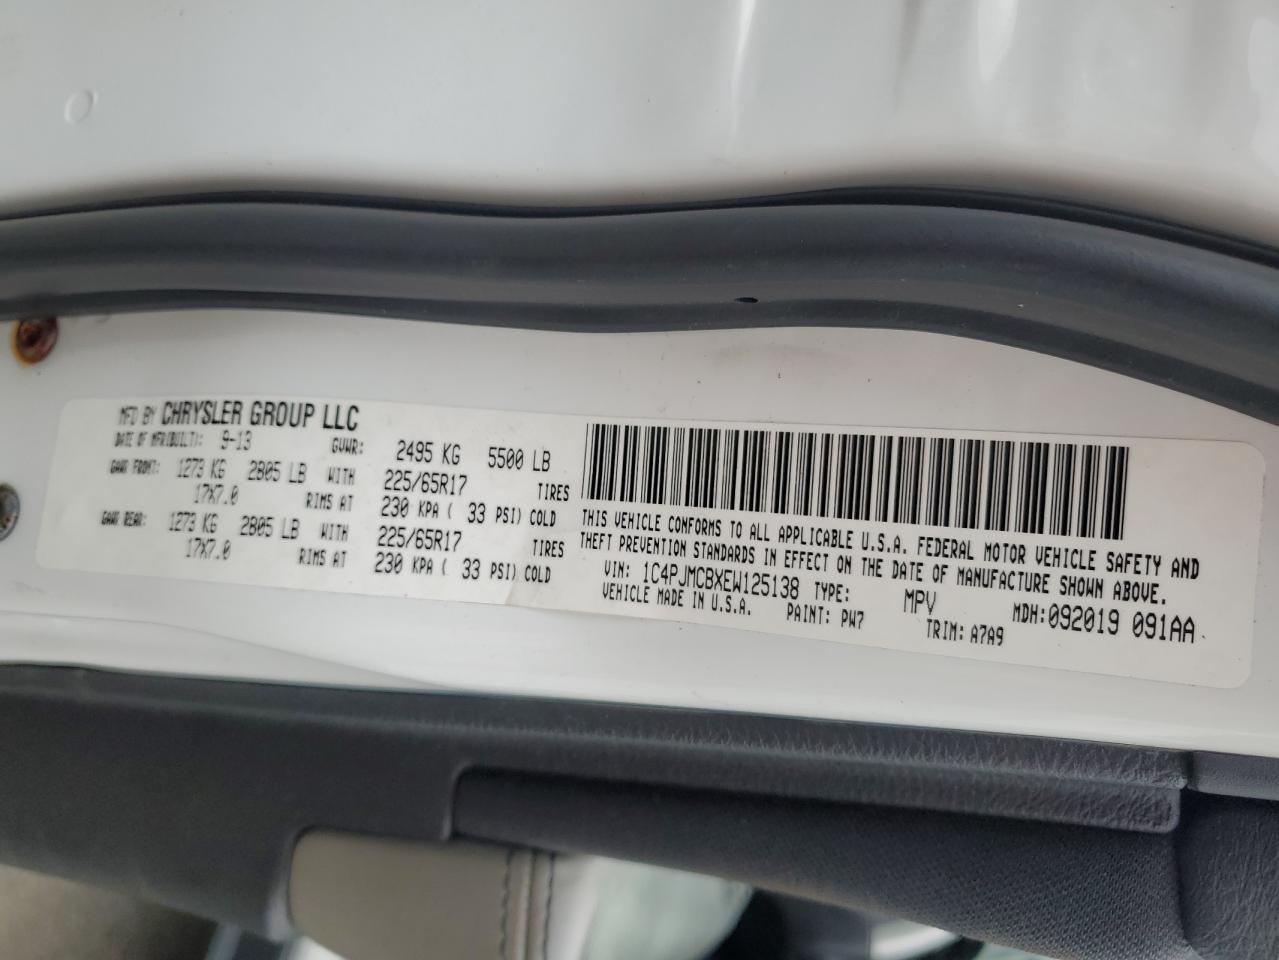 MFD BY CHRYSLER GROUP LLC
DATE OF MFR(BUILT): 9-13 GVWR: 2495 KG 5500 LB
GAWR FRONT: 1273 KG 2805 LB WITH 225/65R17 TIRES
17X7.0 RIMS AT 230 KPA ( 33 PSI) COLD
GAWR REAR: 1273 KG 2805 LB WITH 225/65R17 TIRES
17X7.0 RIMS AT 230 KPA ( 33 PSI) COLD
THIS VEHICLE CONFORMS TO ALL APPLICABLE U.S.A. FEDERAL MOTOR VEHICLE SAFETY AND
THEFT PREVENTION STANDARDS IN EFFECT ON THE DATE OF MANUFACTURE SHOWN ABOVE.
VIN: 1C4PJMCBXEW125138 TYPE: MPV MDH:092019 091AA
VEHICLE MADE IN U.S.A. PAINT: PW7 TRIM: A7A9